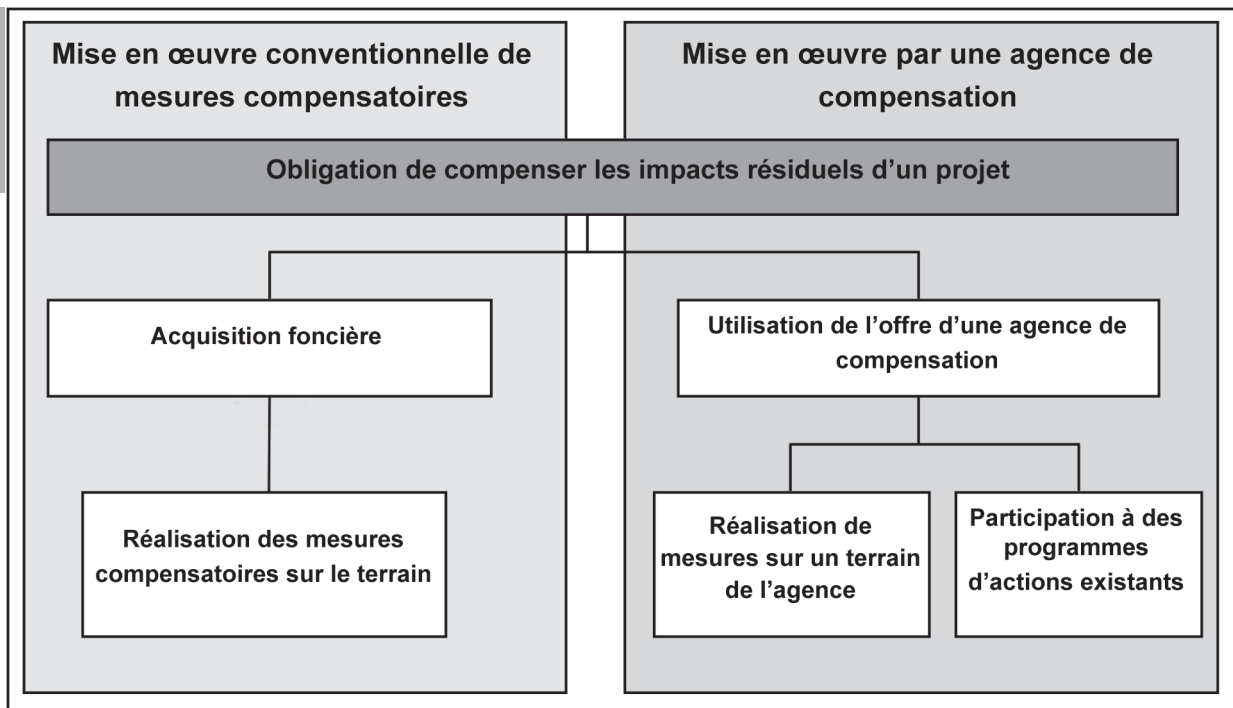 Mise en œuvre conventionnelle de
mesures compensatoires
Mise en œuvre par une agence de
compensation
Obligation de compenser les impacts résiduels d’un projet
Acquisition foncière
Utilisation de l’offre d’une agence de
compensation
Réalisation des mesures
compensatoires sur le terrain
Réalisation de
mesures sur un terrain
de l’agence
Participation à des
programmes
d’actions existants